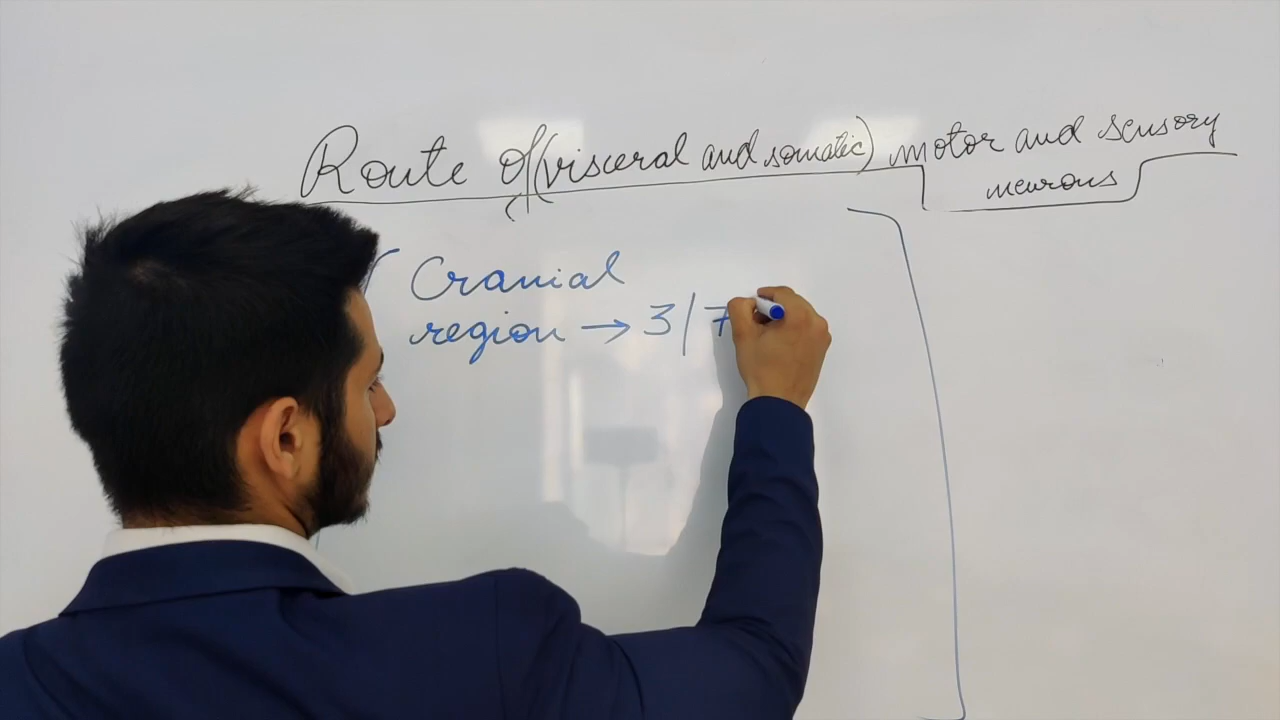 Route of (visceral and somatic) motor and sensory
neurons
Cranial
region → 3/7